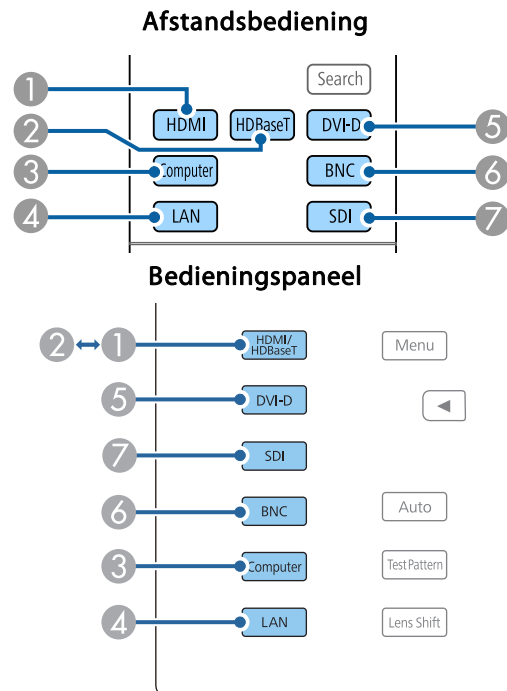 Afstandsbediening
Search
1
HDMI
HDBaseT
DVI-D
5
2
3
Computer
BNC
6
4
LAN
SDI
7
Bedieningspaneel
2 ↔ 1
HDMI/
HDBaseT
Menu
5
DVI-D
◀
7
SDI
6
BNC
Auto
3
Computer
Test Pattern
4
LAN
Lens Shift